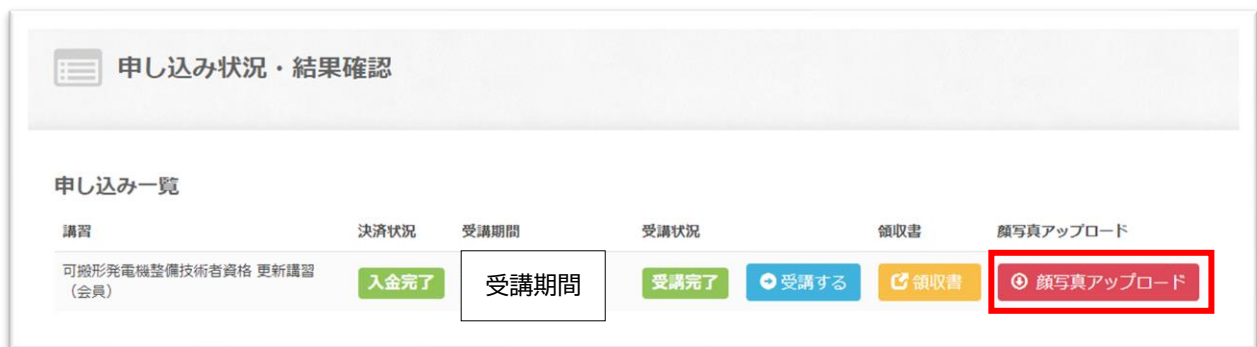 申し込み状況・結果確認
申し込み一覧
講習 決済状況 受講期間 受講状況 領収書 顔写真アップロード
可搬形発電機整備技術者資格 更新講習 入金完了 受講期間 受講完了 受講する 領収書 顔写真アップロード
（会員）